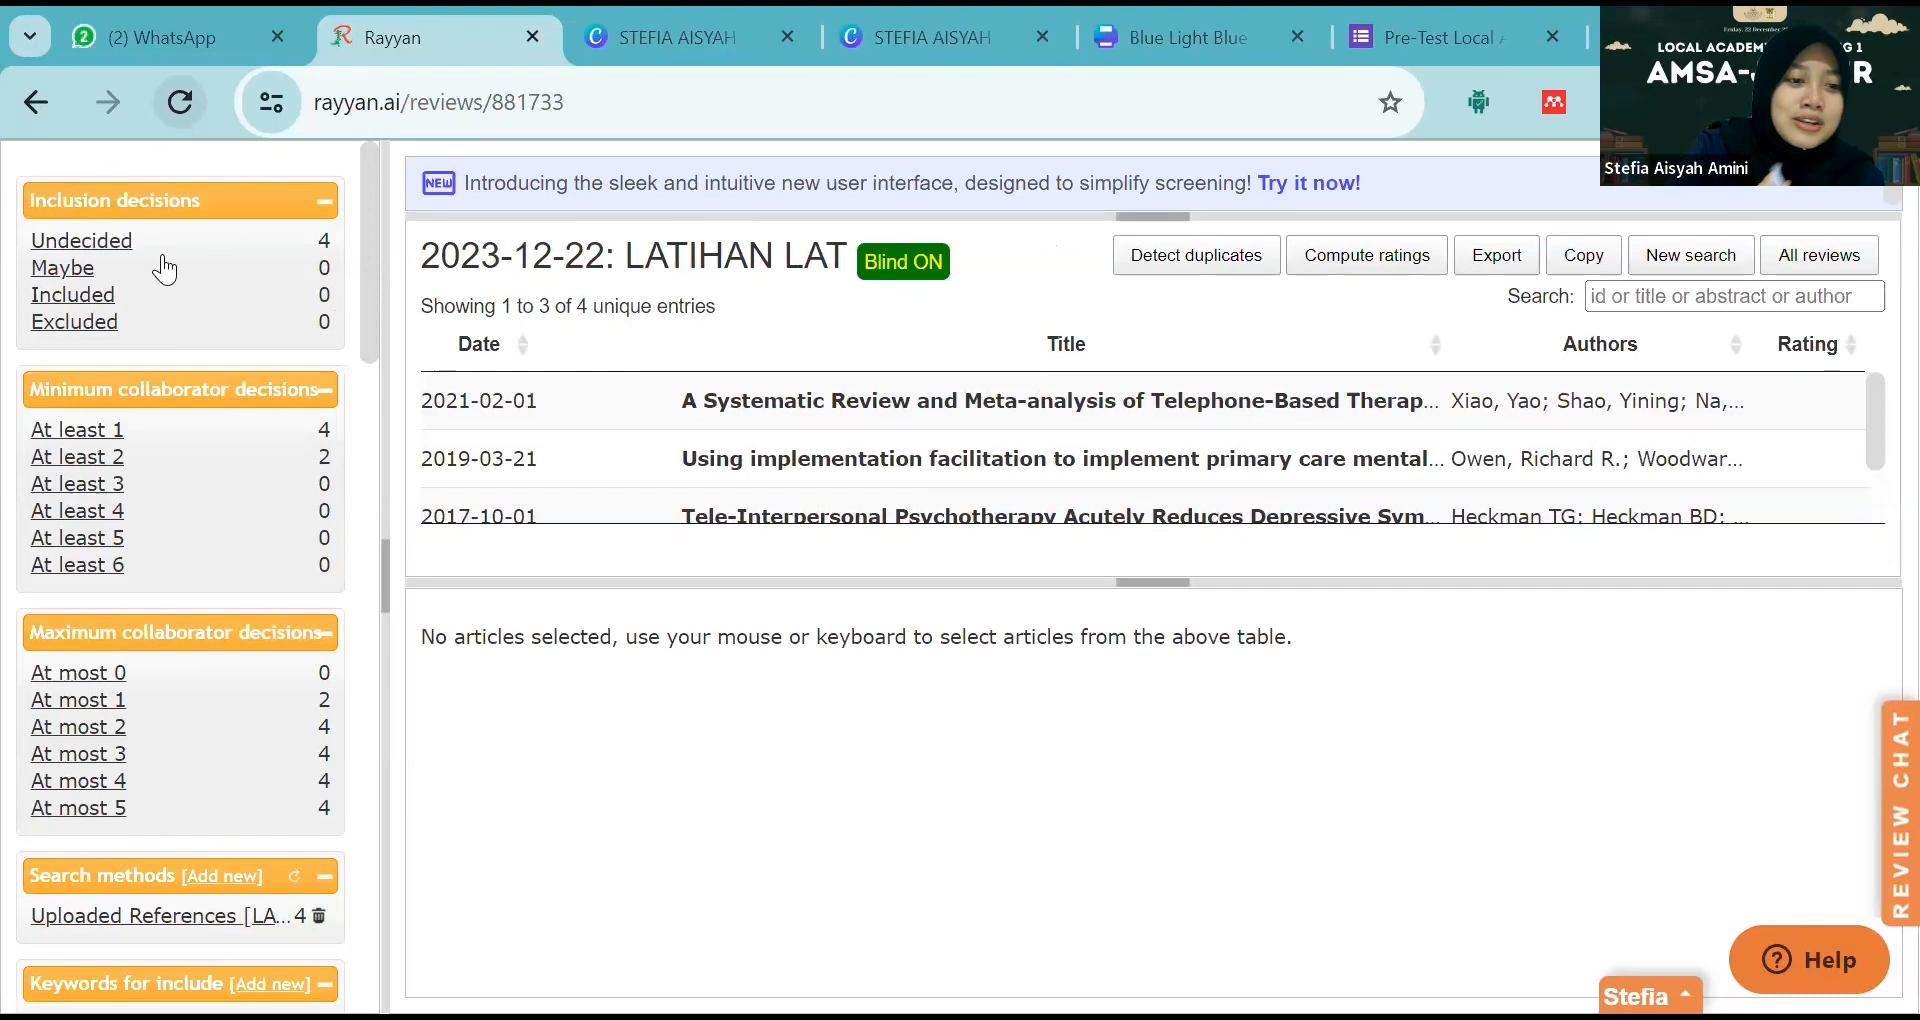 (2) WhatsApp
Rayyan
STEFIA AISYAH
STEFIA AISYAH
Blue Light Blue
Pre-Test Local
rayyan.ai/reviews/881733
LOCAL ACADEM G 1
AMSA- R
Stefia Aisyah Amini
Inclusion decisions
Undecided 4
Maybe 0
Included 0
Excluded 0
Minimum collaborator decisions
At least 1 4
At least 2 2
At least 3 0
At least 4 0
At least 5 0
At least 6 0
Maximum collaborator decisions
At most 0 0
At most 1 2
At most 2 4
At most 3 4
At most 4 4
At most 5 4
Search methods [Add new]
Uploaded References [LA... 4
Keywords for include [Add new]
NEW Introducing the sleek and intuitive new user interface, designed to simplify screening! Try it now!
2023-12-22: LATIHAN LAT Blind ON
Detect duplicates Compute ratings Export Copy New search All reviews
Showing 1 to 3 of 4 unique entries
Search: id or title or abstract or author
Date Title Authors Rating
2021-02-01 A Systematic Review and Meta-analysis of Telephone-Based Therap... Xiao, Yao; Shao, Yining; Na,...
2019-03-21 Using implementation facilitation to implement primary care mental... Owen, Richard R.; Woodwar...
2017-10-01 Tele-Interpersonal Psychotherapy Acutely Reduces Depressive Sym... Heckman TG; Heckman BD; ...
No articles selected, use your mouse or keyboard to select articles from the above table.
REVIEW CHAT
Help
Stefia